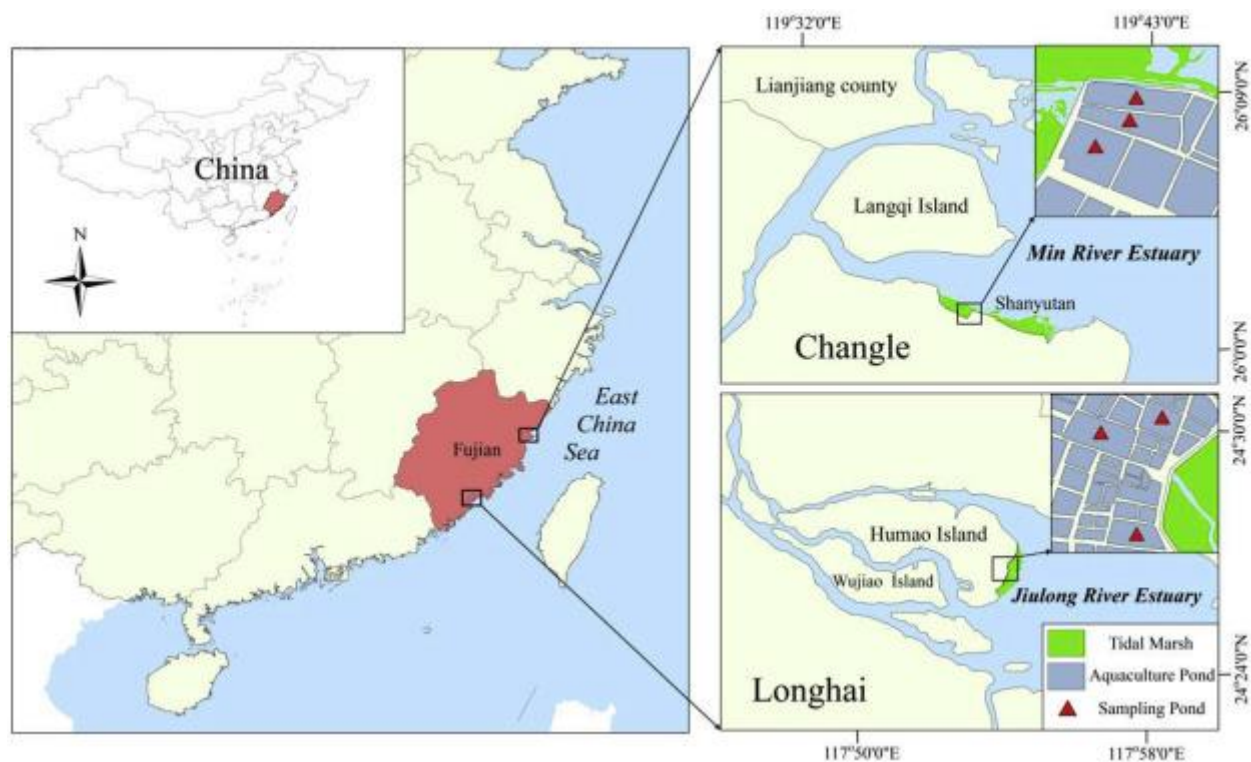 China
N
Fujian
East
China
Sea
119°32'0"E
119°43'0"E
Lianjiang county
Langqi Island
Min River Estuary
Shanyutan
Changle
26°09'0"N
26°0'0"N
Humao Island
Wujiao Island
Jiulong River Estuary
Longhai
Tidal Marsh
Aquaculture Pond
Sampling Pond
24°30'0"N
24°24'0"N
117°50'0"E
117°58'0"E